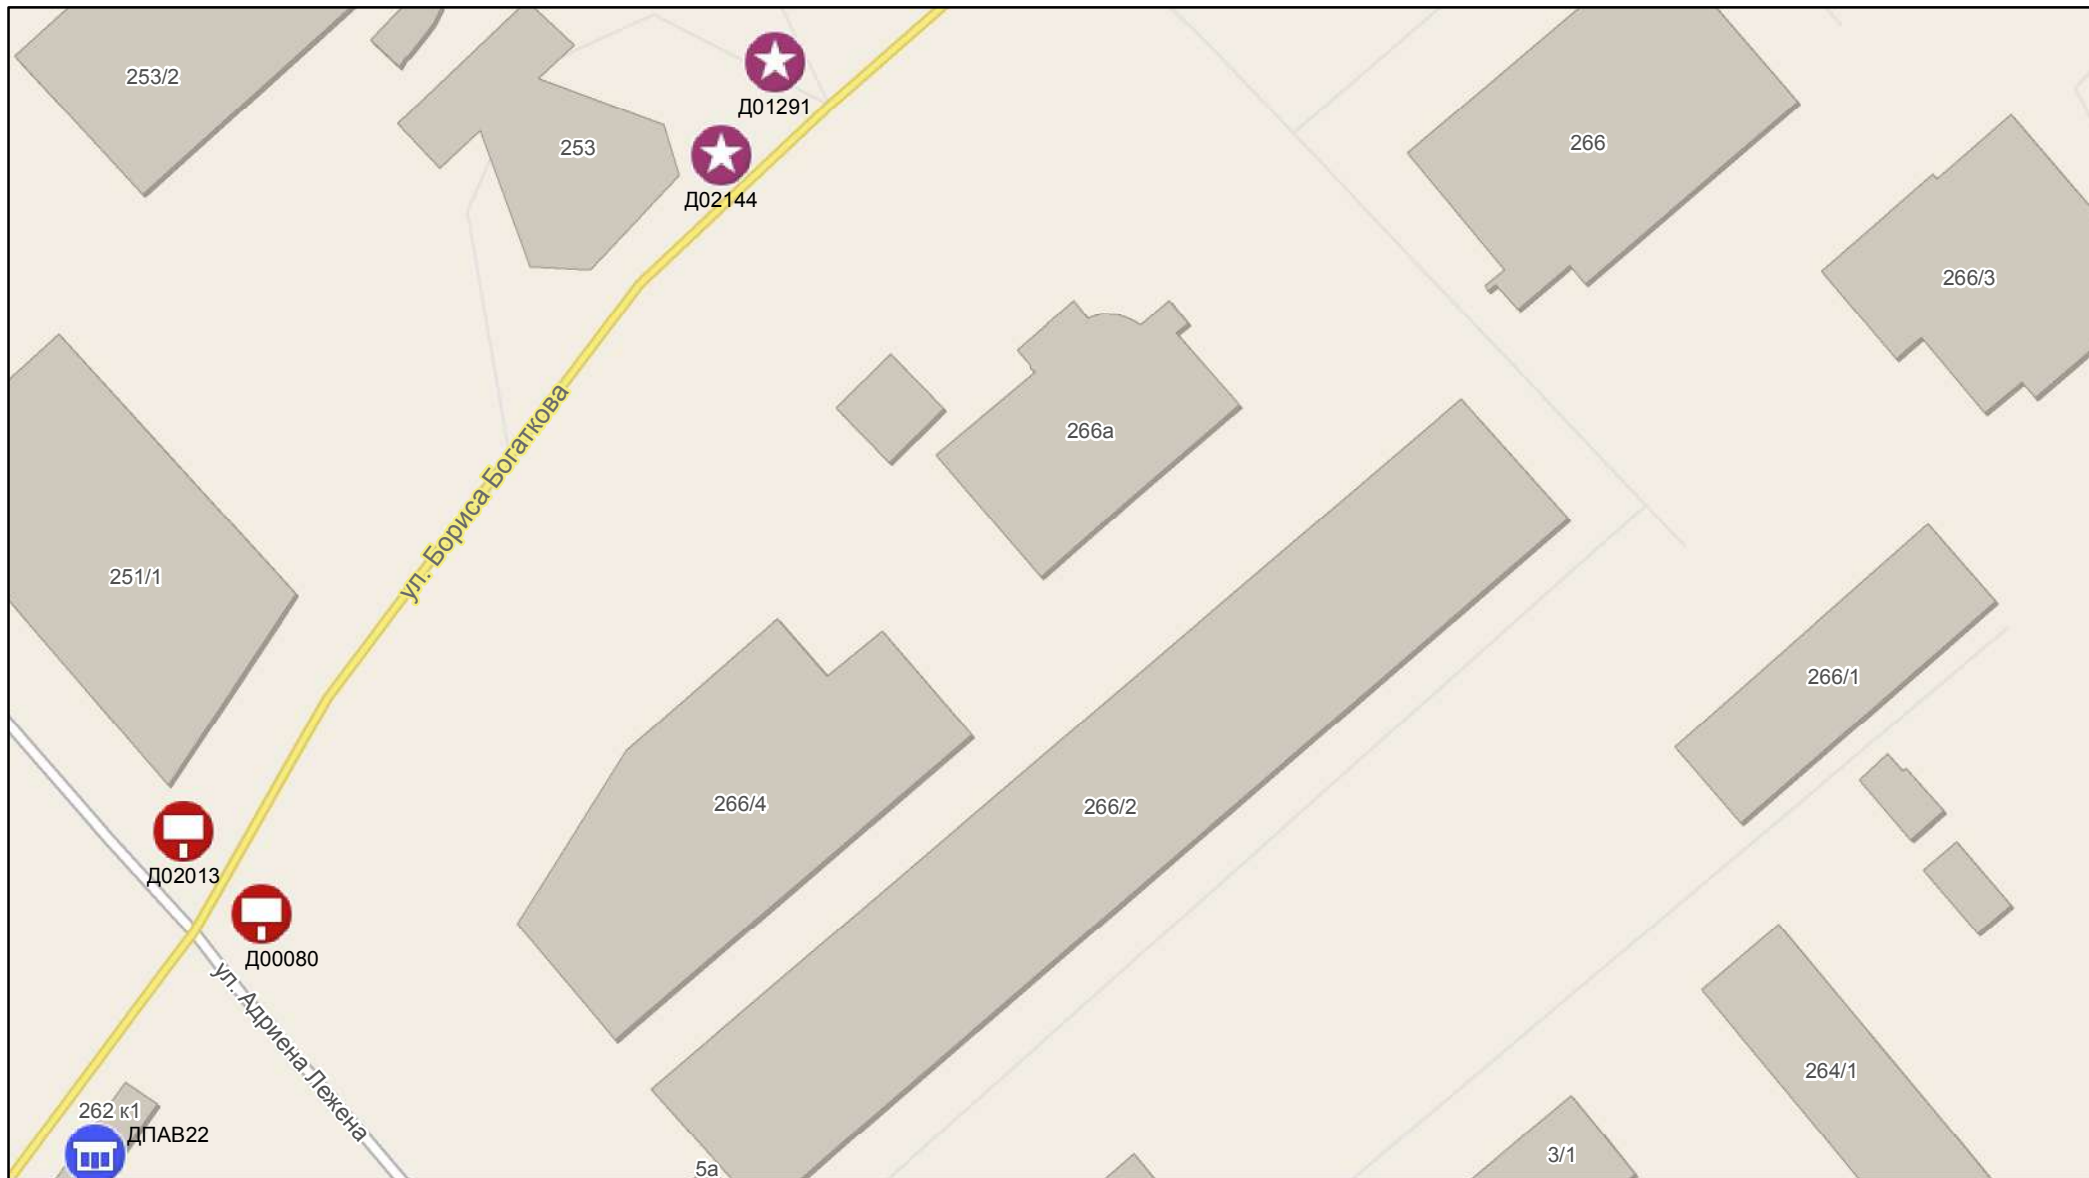 253/2
Д01291
253
266
Д02144
266/3
ул. Бориса Богаткова
266а
251/1
266/1
266/4
266/2
Д02013
Д00080
ул. Адриена Лежена
264/1
262 к1
ДПАВ22
3/1
5а